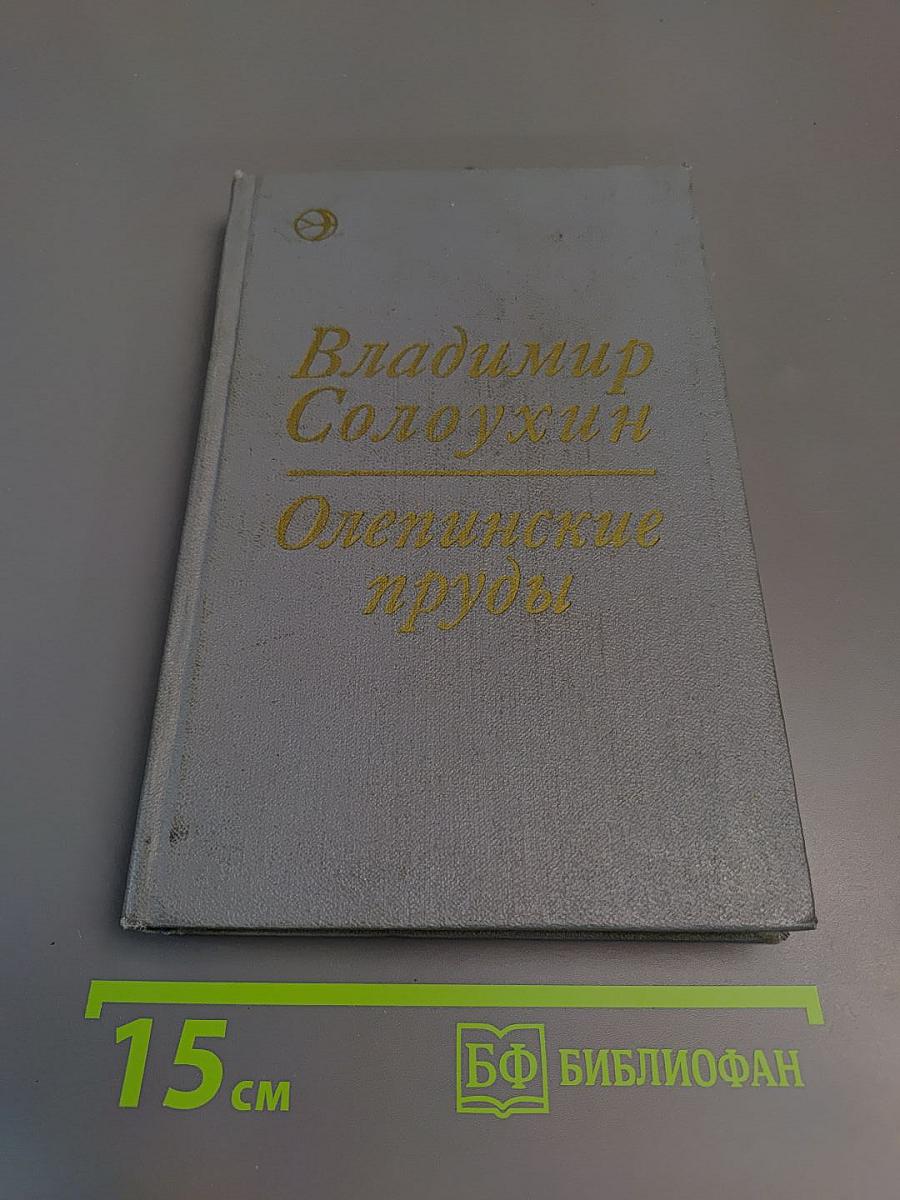 Владимир
Солоухин
Олепинские
пруды
15 см
БФ БИБЛИОФАН